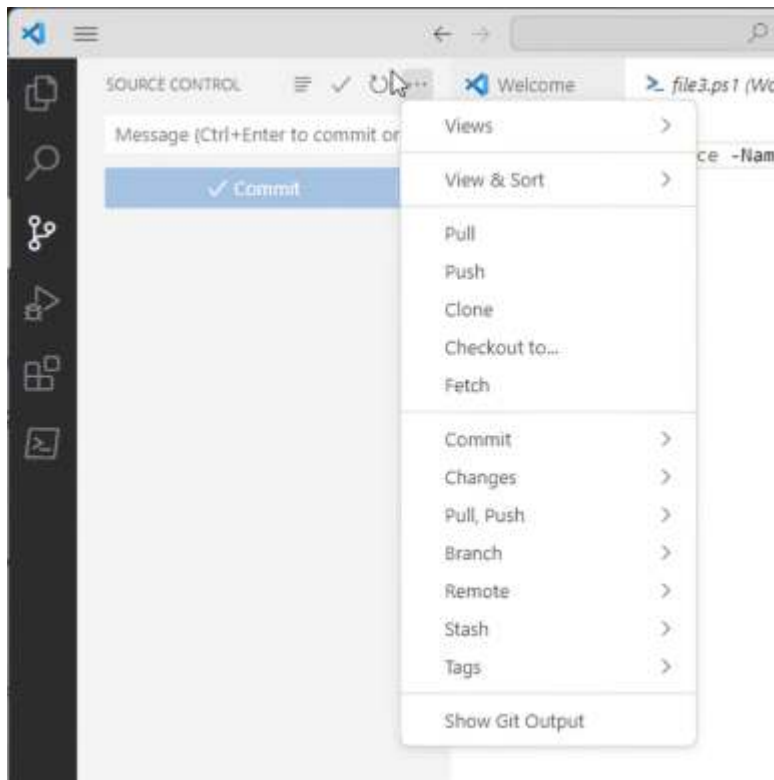 SOURCE CONTROL
Welcome
file3.ps1 (Wo
Message (Ctrl+Enter to commit or
Commit
ce -Nam
Views
View & Sort
Pull
Push
Clone
Checkout to...
Fetch
Commit
Changes
Pull, Push
Branch
Remote
Stash
Tags
Show Git Output